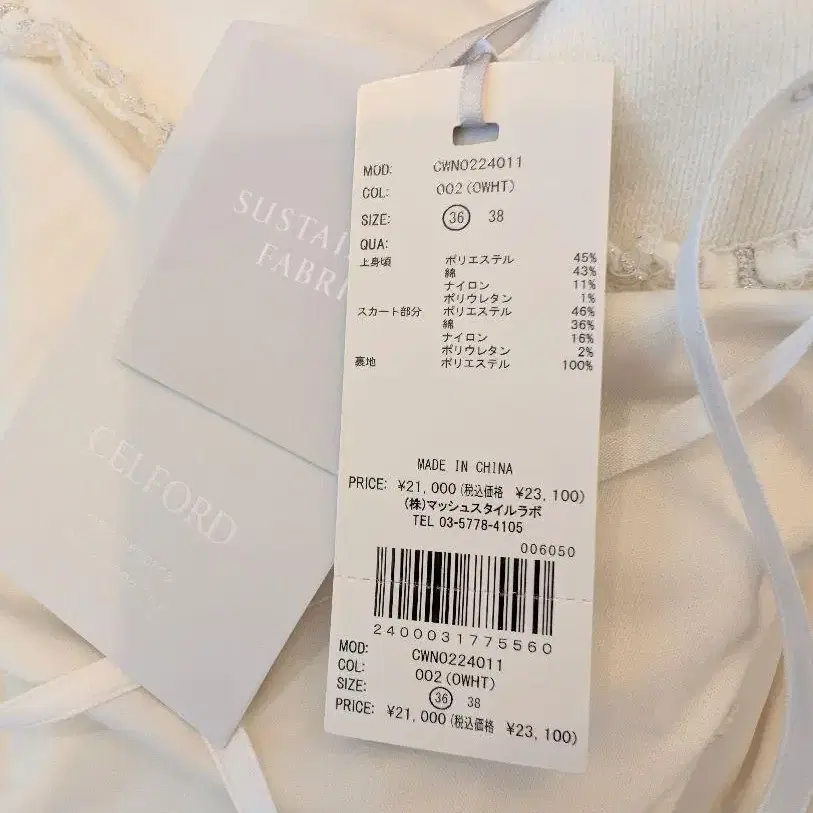 SUSTAI
FABRI
CELFORD
MOD: CWNO224011
COL: 002(OWHT)
SIZE: 36 38
QUA:
上身頃 ポリエステル 45%
綿 43%
ナイロン 11%
ポリウレタン 1%
スカート部分 ポリエステル 46%
綿 36%
ナイロン 16%
ポリウレタン 2%
裏地 ポリエステル 100%
MADE IN CHINA
PRICE: ¥21,000(税込価格 ¥23,100)
(株)マッシュスタイルラボ
TEL 03-5778-4105
006050
2400031775560
MOD: CWNO224011
COL: 002(OWHT)
SIZE: 36 38
PRICE: ¥21,000(税込価格 ¥23,100)